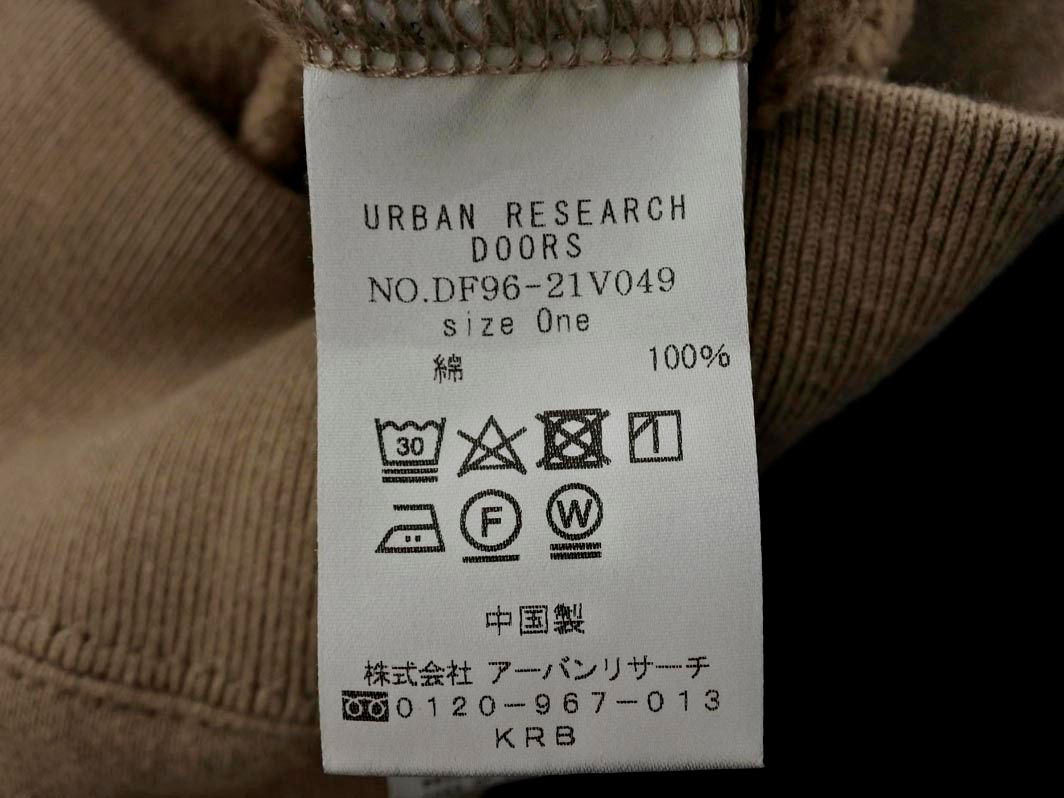 URBAN RESEARCH
DOORS
NO.DF96-21V049
size One
綿 100%
30
F W
中国製
株式会社 アーバンリサーチ
0120-967-013
KRB